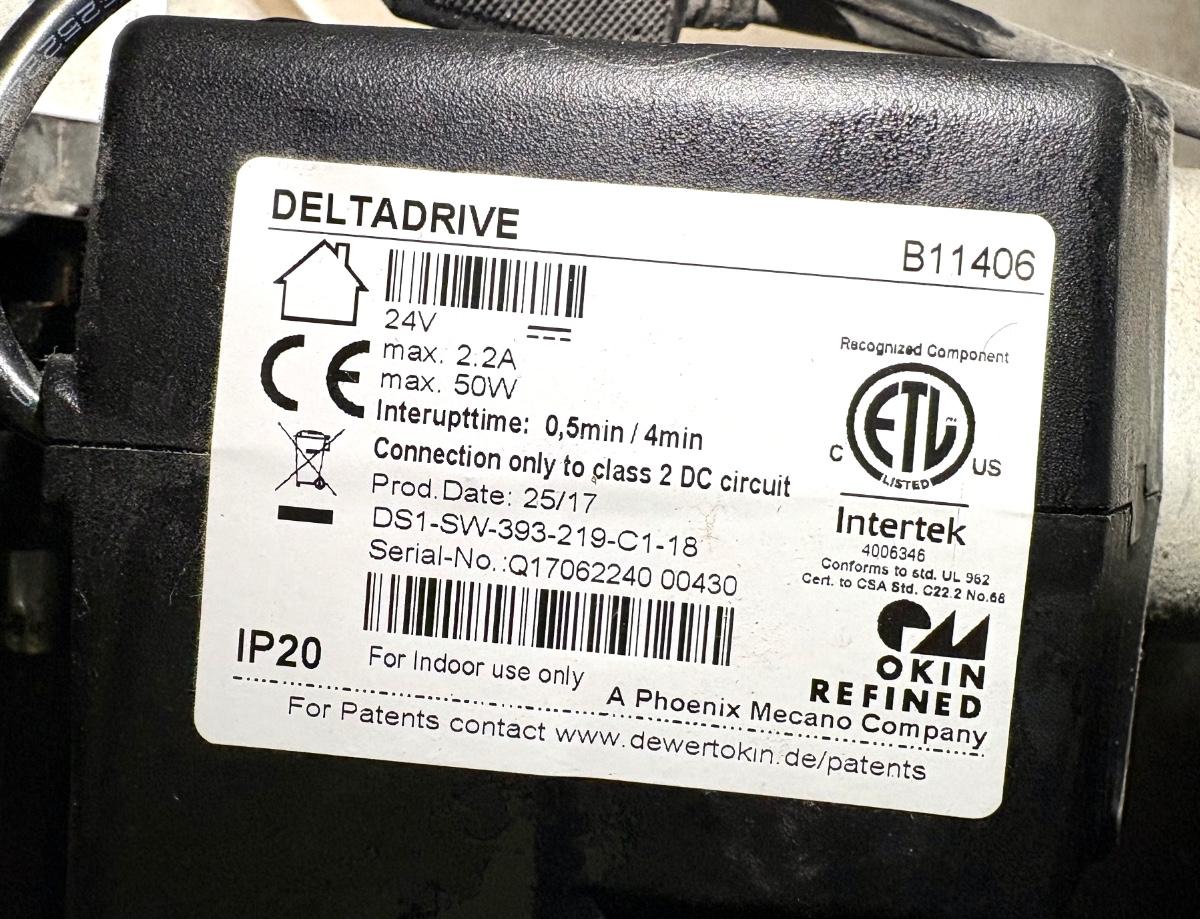 DELTADRIVE
B11406
24V
max. 2.2A
max. 50W
Interupttime: 0,5min / 4min
Connection only to class 2 DC circuit
Prod.Date: 25/17
DS1-SW-393-219-C1-18
Serial-No.:Q17062240 00430
CE
IP20
For Indoor use only
Recognized Component
ETL
LISTED
C US
Intertek
4006346
Conforms to std. UL 962
Cert. to CSA Std. C22.2 No.68
OKIN
REFINED
A Phoenix Mecano Company
For Patents contact www.dewertokin.de/patents